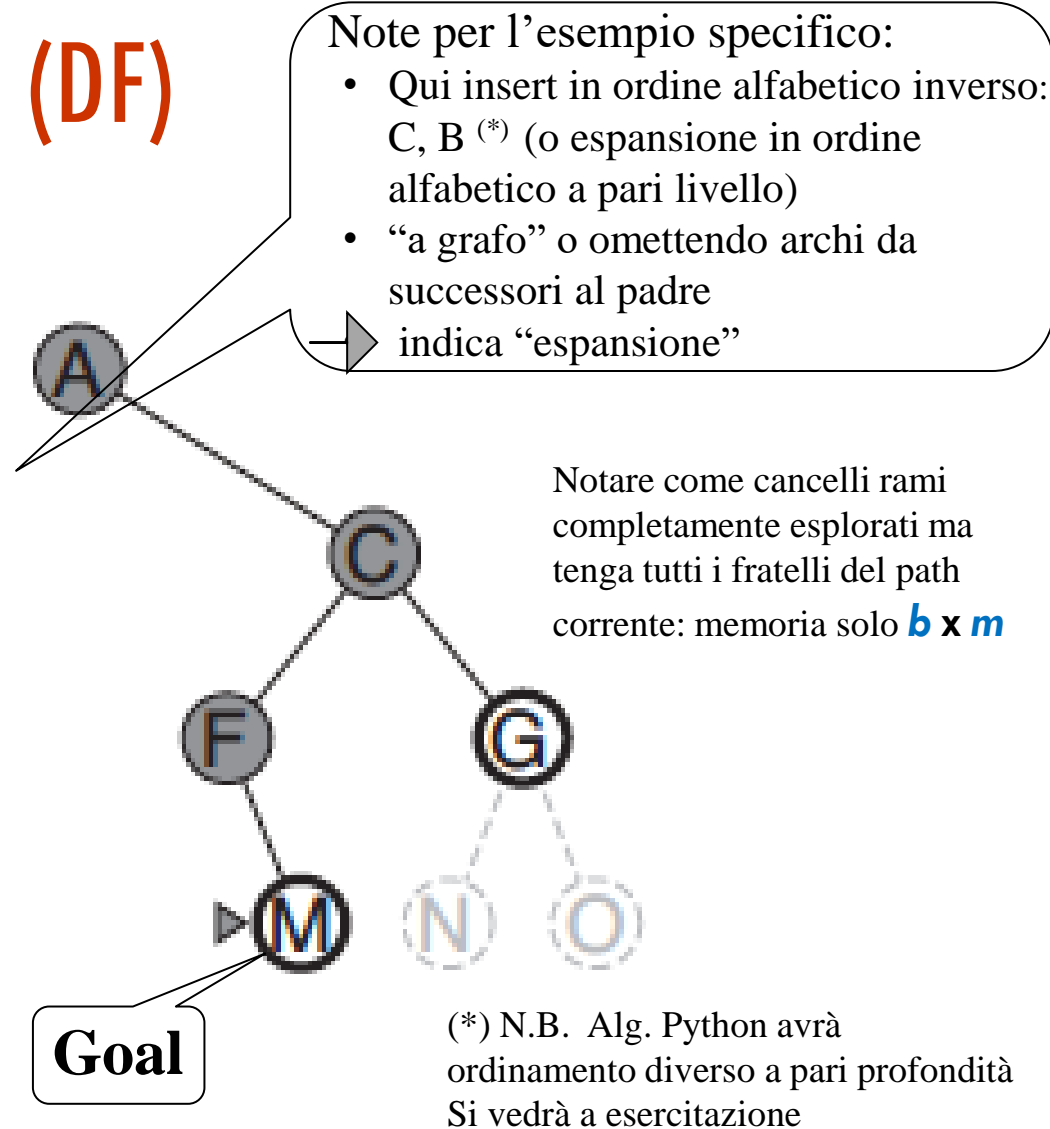 (DF)
Note per l’esempio specifico:
• Qui insert in ordine alfabetico inverso:
C, B (*) (o espansione in ordine
alfabetico a pari livello)
• “a grafo” o omettendo archi da
successori al padre
indica “espansione”
A
Notare come cancelli rami
completamente esplorati ma
tenga tutti i fratelli del path
corrente: memoria solo b x m
C
F G
M N O
Goal
(*) N.B. Alg. Python avrà
ordinamento diverso a pari profondità
Si vedrà a esercitazione